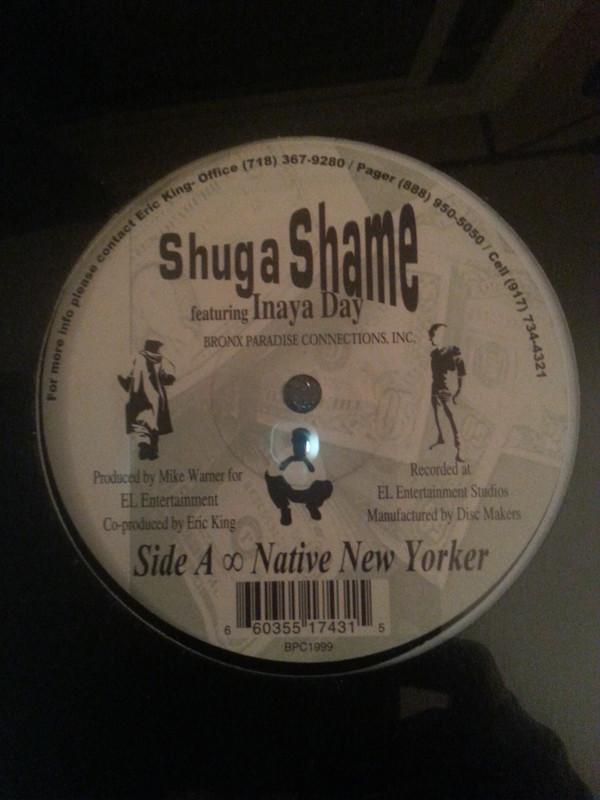 For more info please contact Eric King- Office (718) 367-9280 / Pager (888) 950-5050 / Cell (917) 734-4321
Shuga Shame
featuring Inaya Day
BRONX PARADISE CONNECTIONS, INC.
Produced by Mike Warner for
EL Entertainment
Co-produced by Eric King
Recorded at
EL Entertainment Studios
Manufactured by Disc Makers
Side A ∞ Native New Yorker
6 60355 17431 5
BPC1999